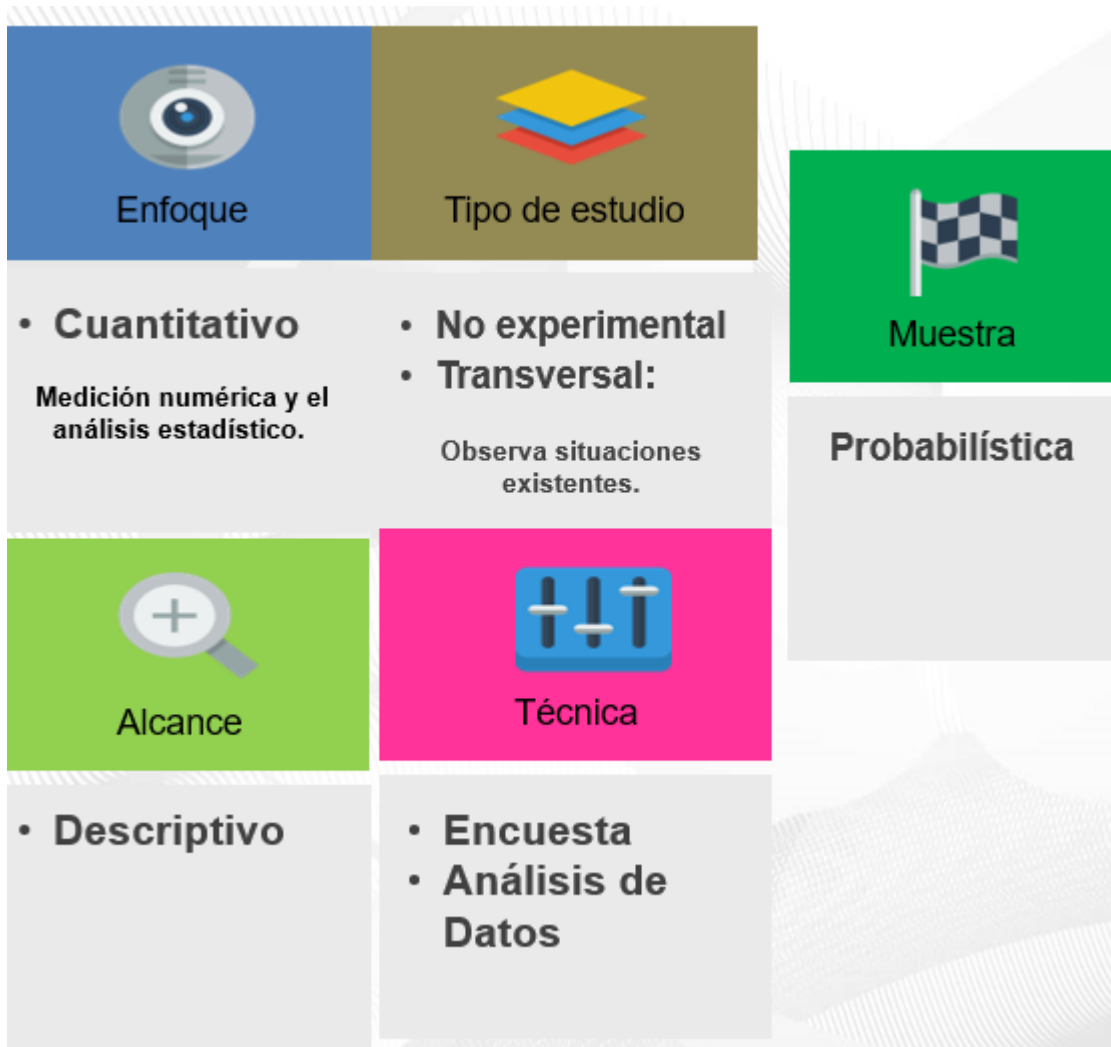 Enfoque
• Cuantitativo
Medición numérica y el
análisis estadístico.
Tipo de estudio
• No experimental
• Transversal:
Observa situaciones
existentes.
Muestra
Probabilística
Alcance
• Descriptivo
Técnica
• Encuesta
• Análisis de
Datos